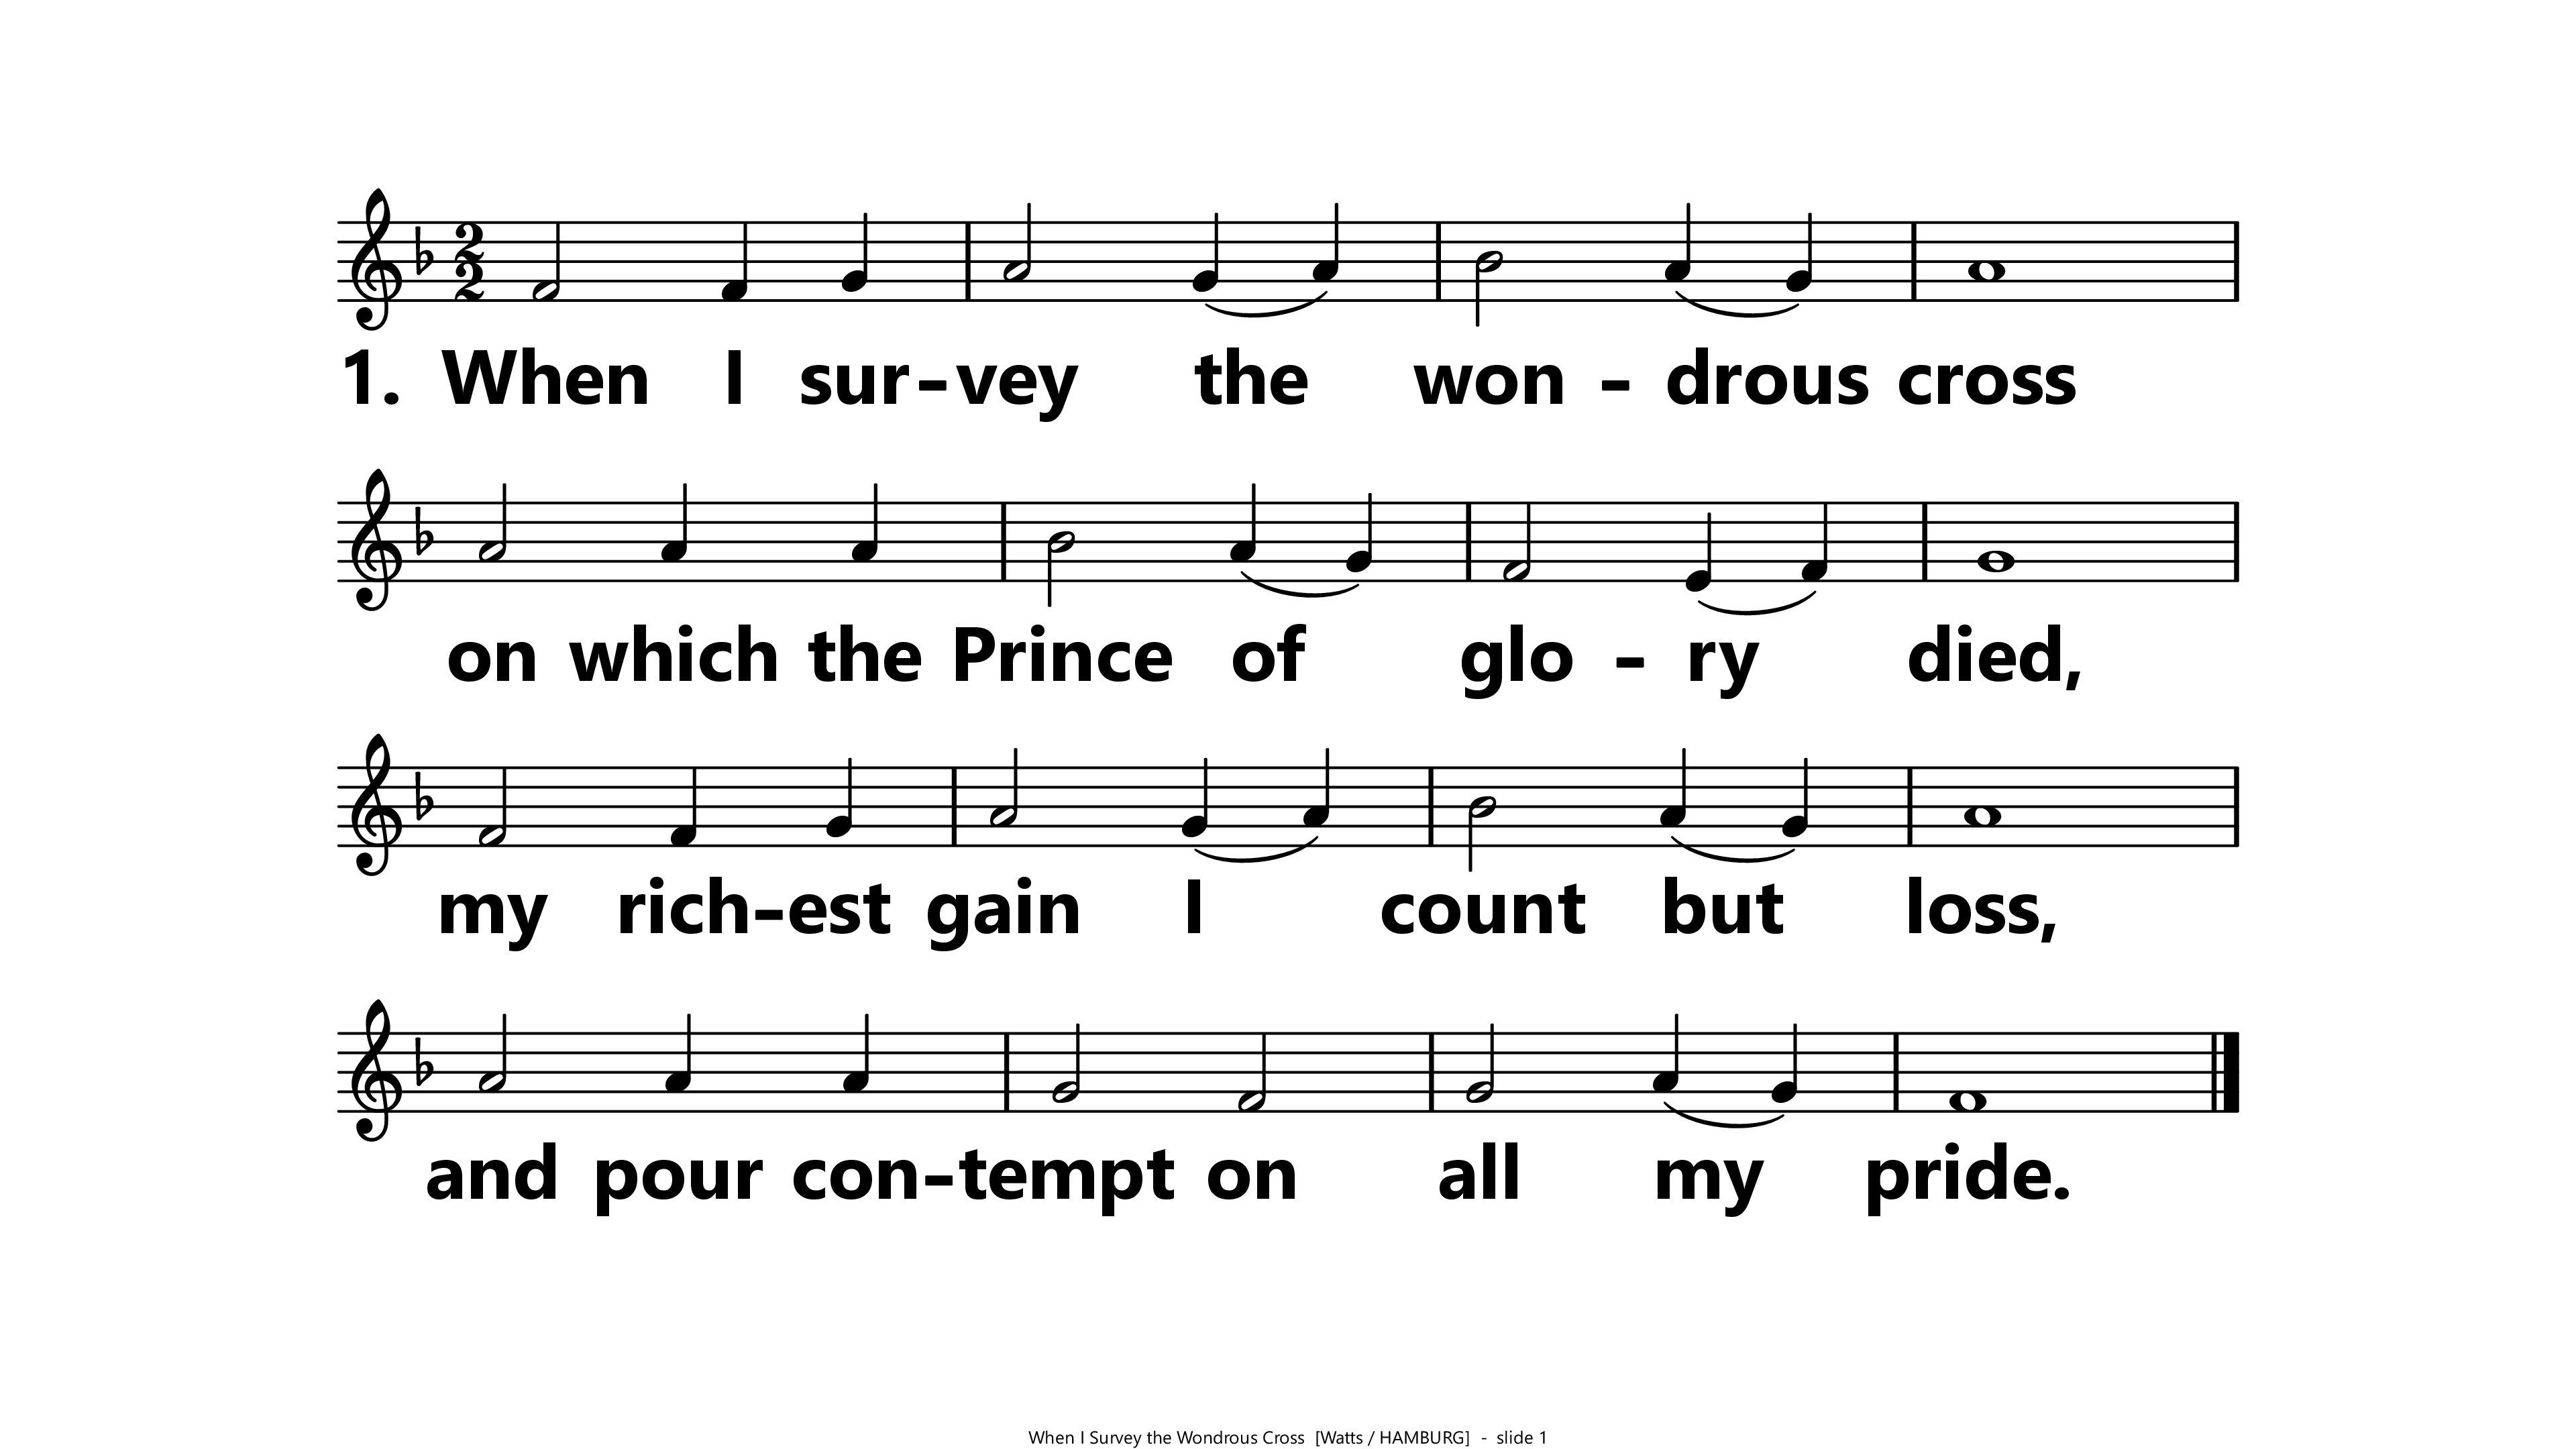 1. When I sur-vey the won - drous cross
on which the Prince of glo - ry died,
my rich-est gain I count but loss,
and pour con-tempt on all my pride.
When I Survey the Wondrous Cross [Watts / HAMBURG] - slide 1